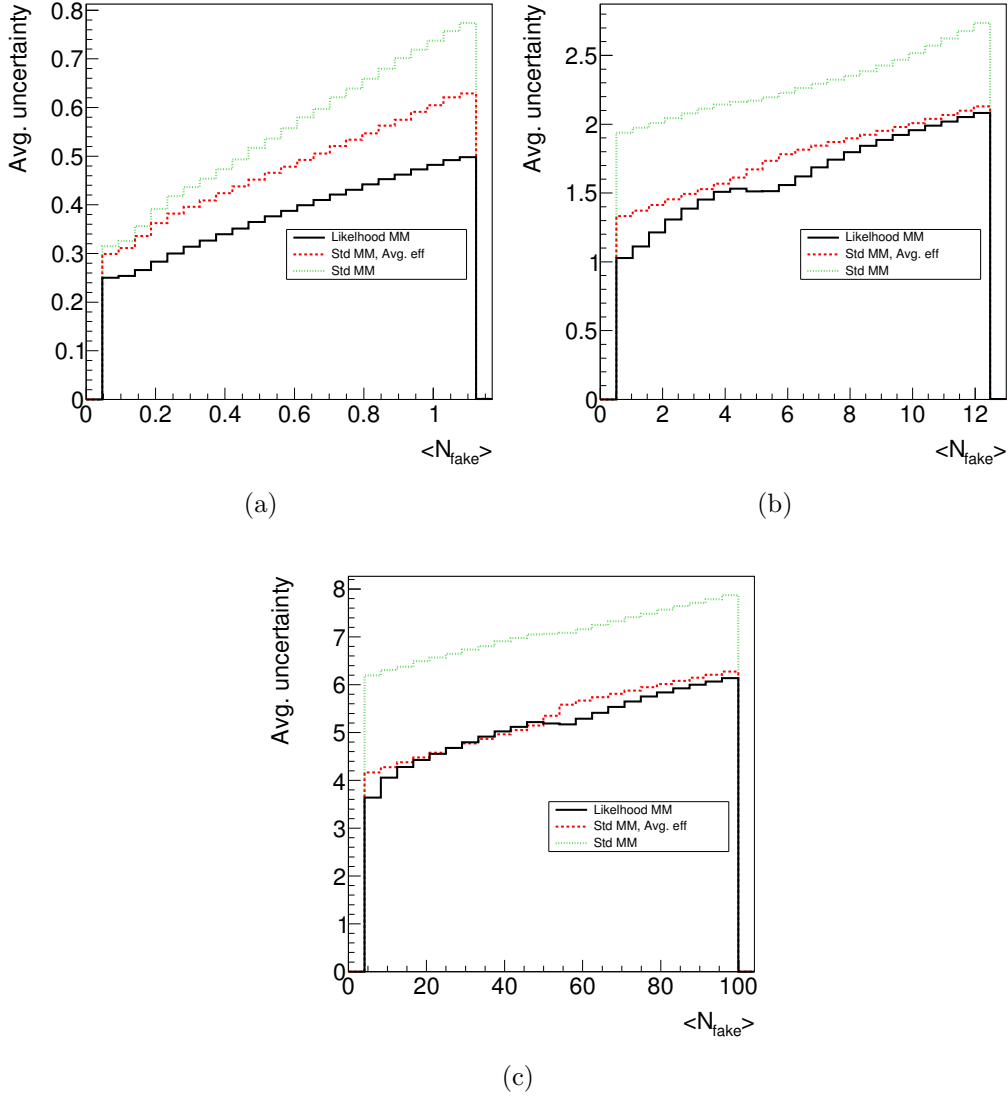 Avg. uncertainty
0.8
0.7
0.6
0.5
0.4
0.3
0.2
0.1
0
Likelhood MM
Std MM, Avg. eff
Std MM
0 0.2 0.4 0.6 0.8 1
<N_fake>
(a)
Avg. uncertainty
2.5
2
1.5
1
0.5
0
Likelhood MM
Std MM, Avg. eff
Std MM
0 2 4 6 8 10 12
<N_fake>
(b)
Avg. uncertainty
8
7
6
5
4
3
2
1
0
Likelhood MM
Std MM, Avg. eff
Std MM
0 20 40 60 80 100
<N_fake>
(c)